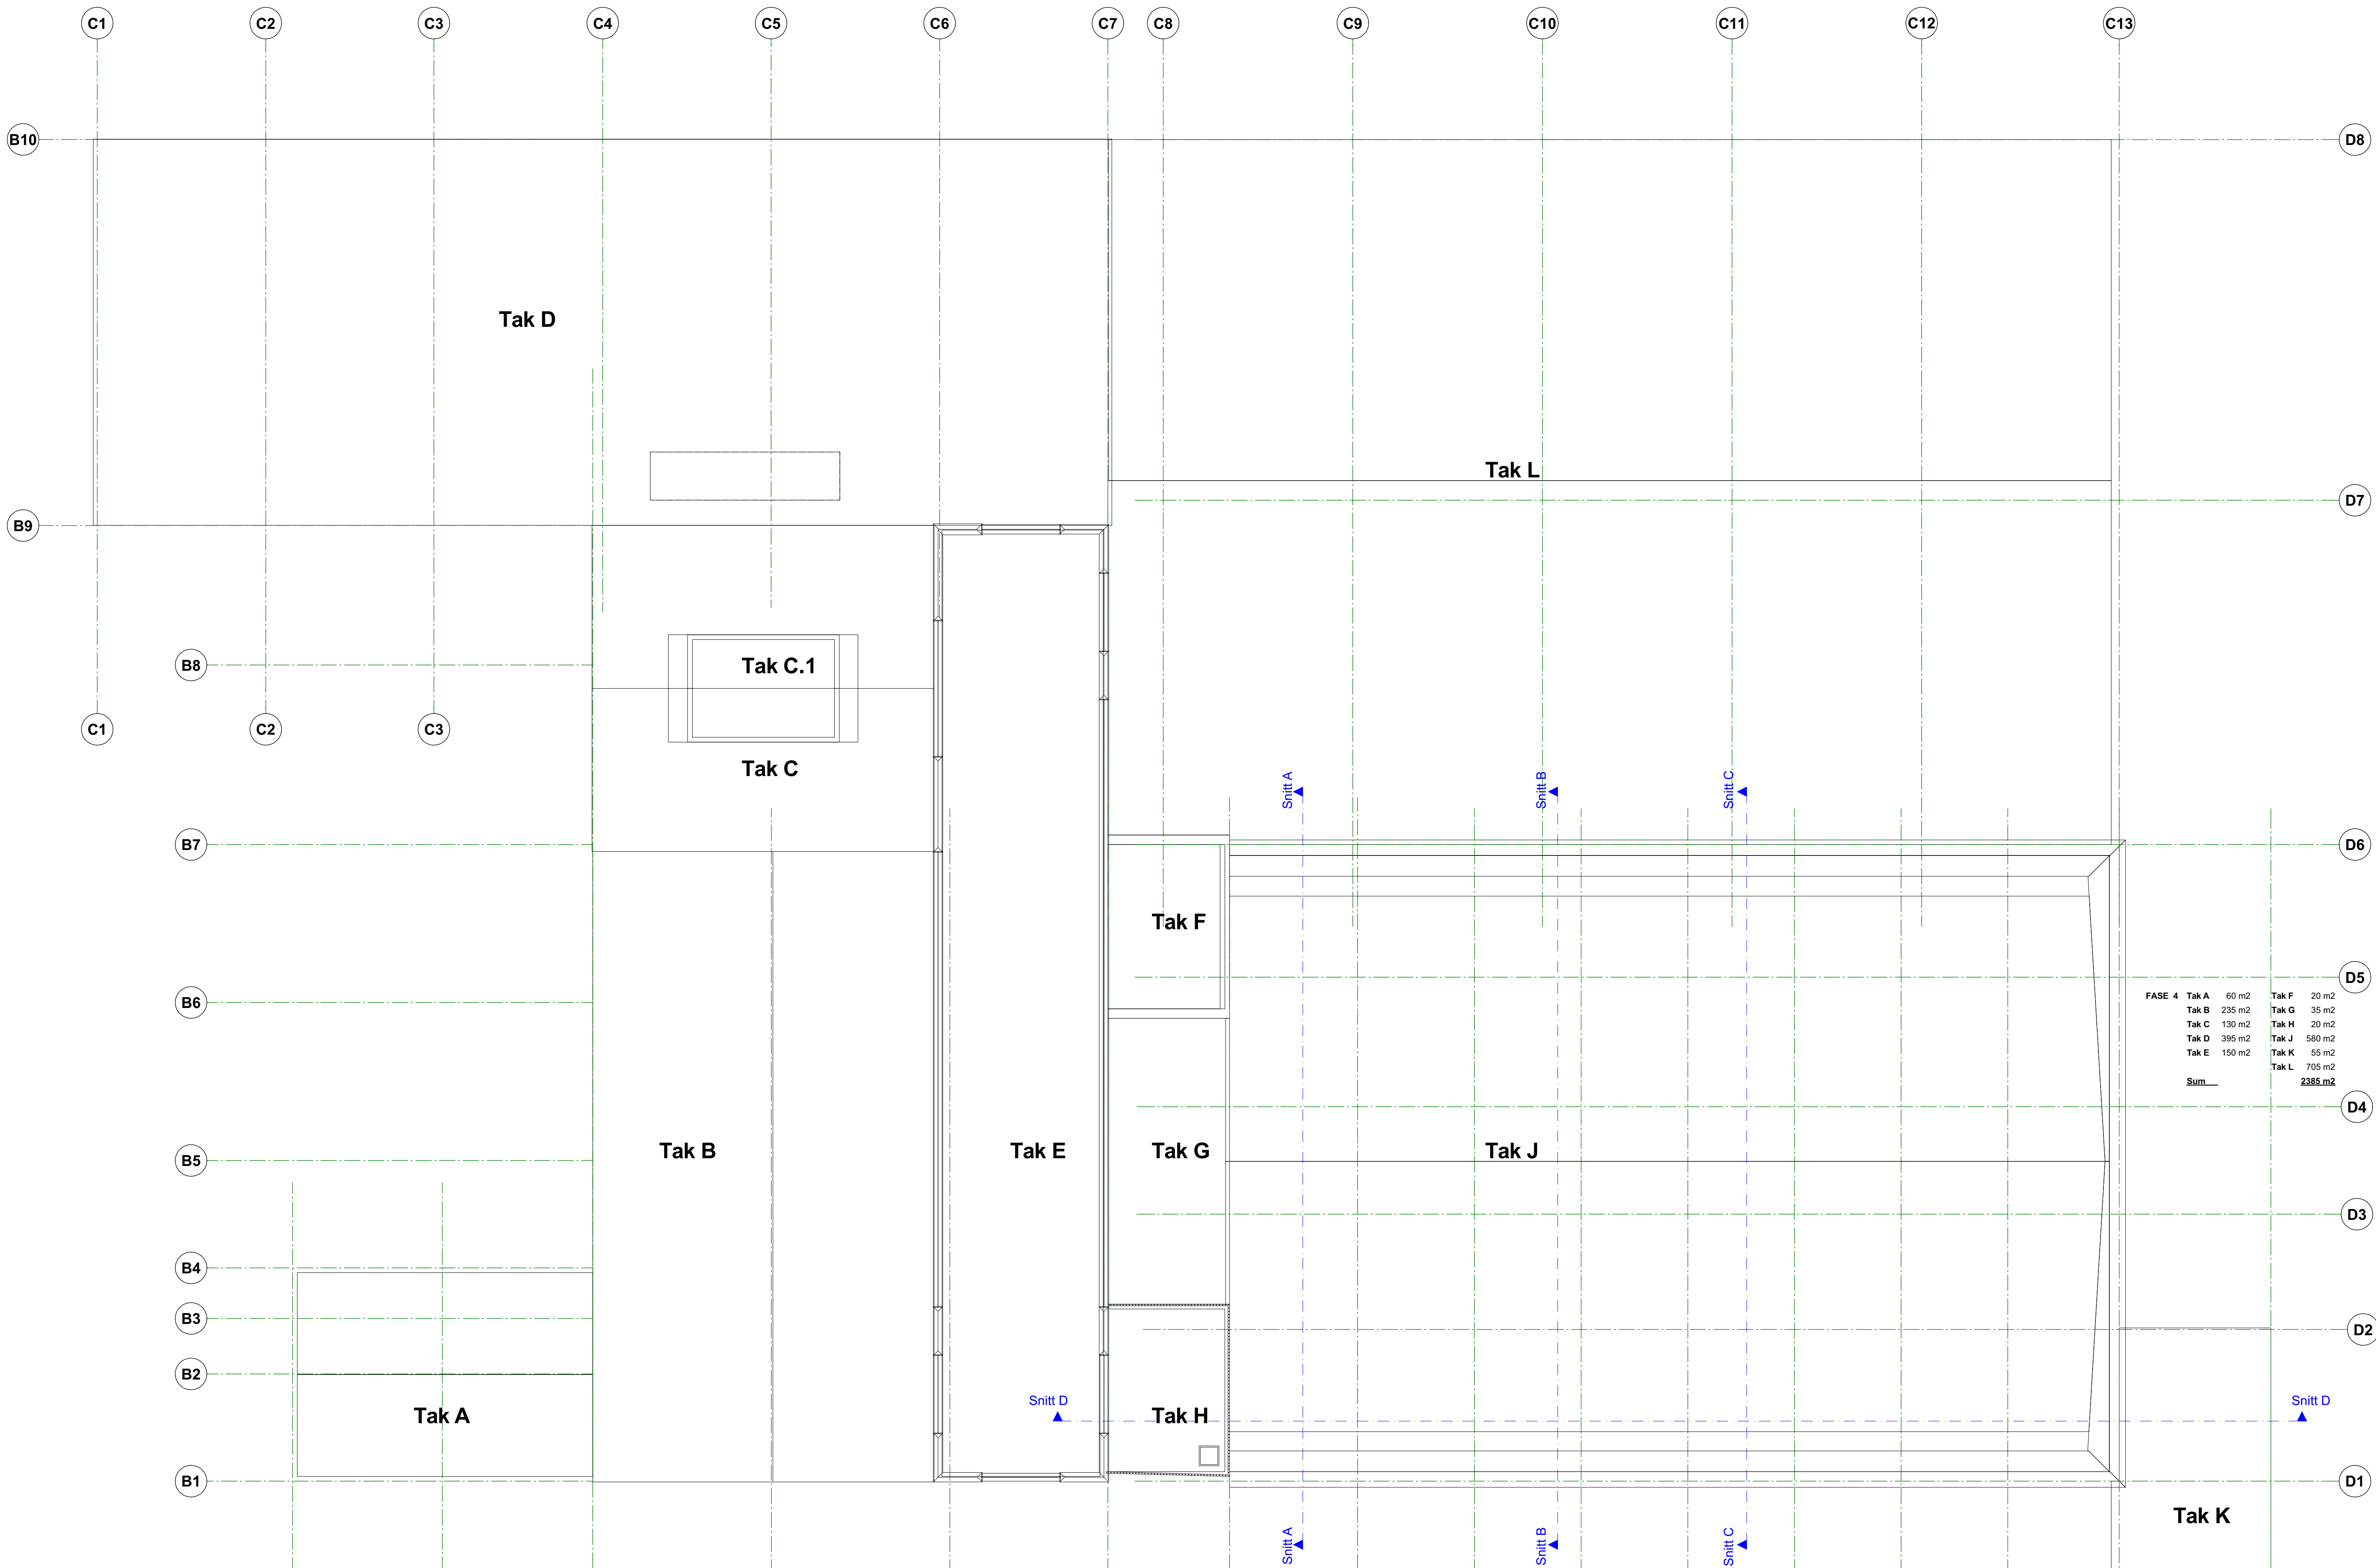 C1 C2 C3 C4 C5 C6 C7 C8 C9 C10 C11 C12 C13
B10 D8
Tak D
Tak L
D7
B9
B8
Tak C.1
C1 C2 C3
Tak C
Snitt A Snitt B Snitt C
B7 D6
Tak F
D5
B6
FASE 4 Tak A 60 m2 Tak F 20 m2
Tak B 235 m2 Tak G 35 m2
Tak C 130 m2 Tak H 20 m2
Tak D 395 m2 Tak J 580 m2
Tak E 150 m2 Tak K 55 m2
Tak L 705 m2
Sum 2385 m2
D4
Tak B Tak E Tak G Tak J
B5
D3
B4
B3
D2
B2
Snitt D Snitt D
Tak A Tak H
B1 D1
Tak K
Snitt A Snitt B Snitt C